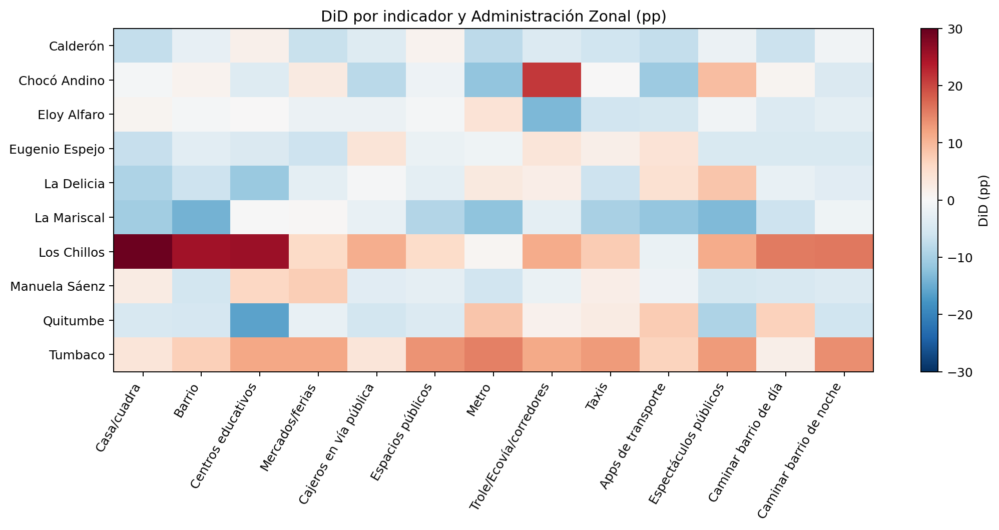 DiD por indicador y Administración Zonal (pp)
Calderón
Chocó Andino
Eloy Alfaro
Eugenio Espejo
La Delicia
La Mariscal
Los Chillos
Manuela Sáenz
Quitumbe
Tumbaco
Casa/cuadra
Barrio
Centros educativos
Mercados/ferias
Cajeros en vía pública
Espacios públicos
Metro
Trole/Ecovía/corredores
Taxis
Apps de transporte
Espectáculos públicos
Caminar barrio de día
Caminar barrio de noche
30
20
10
0
−10
−20
−30
DiD (pp)